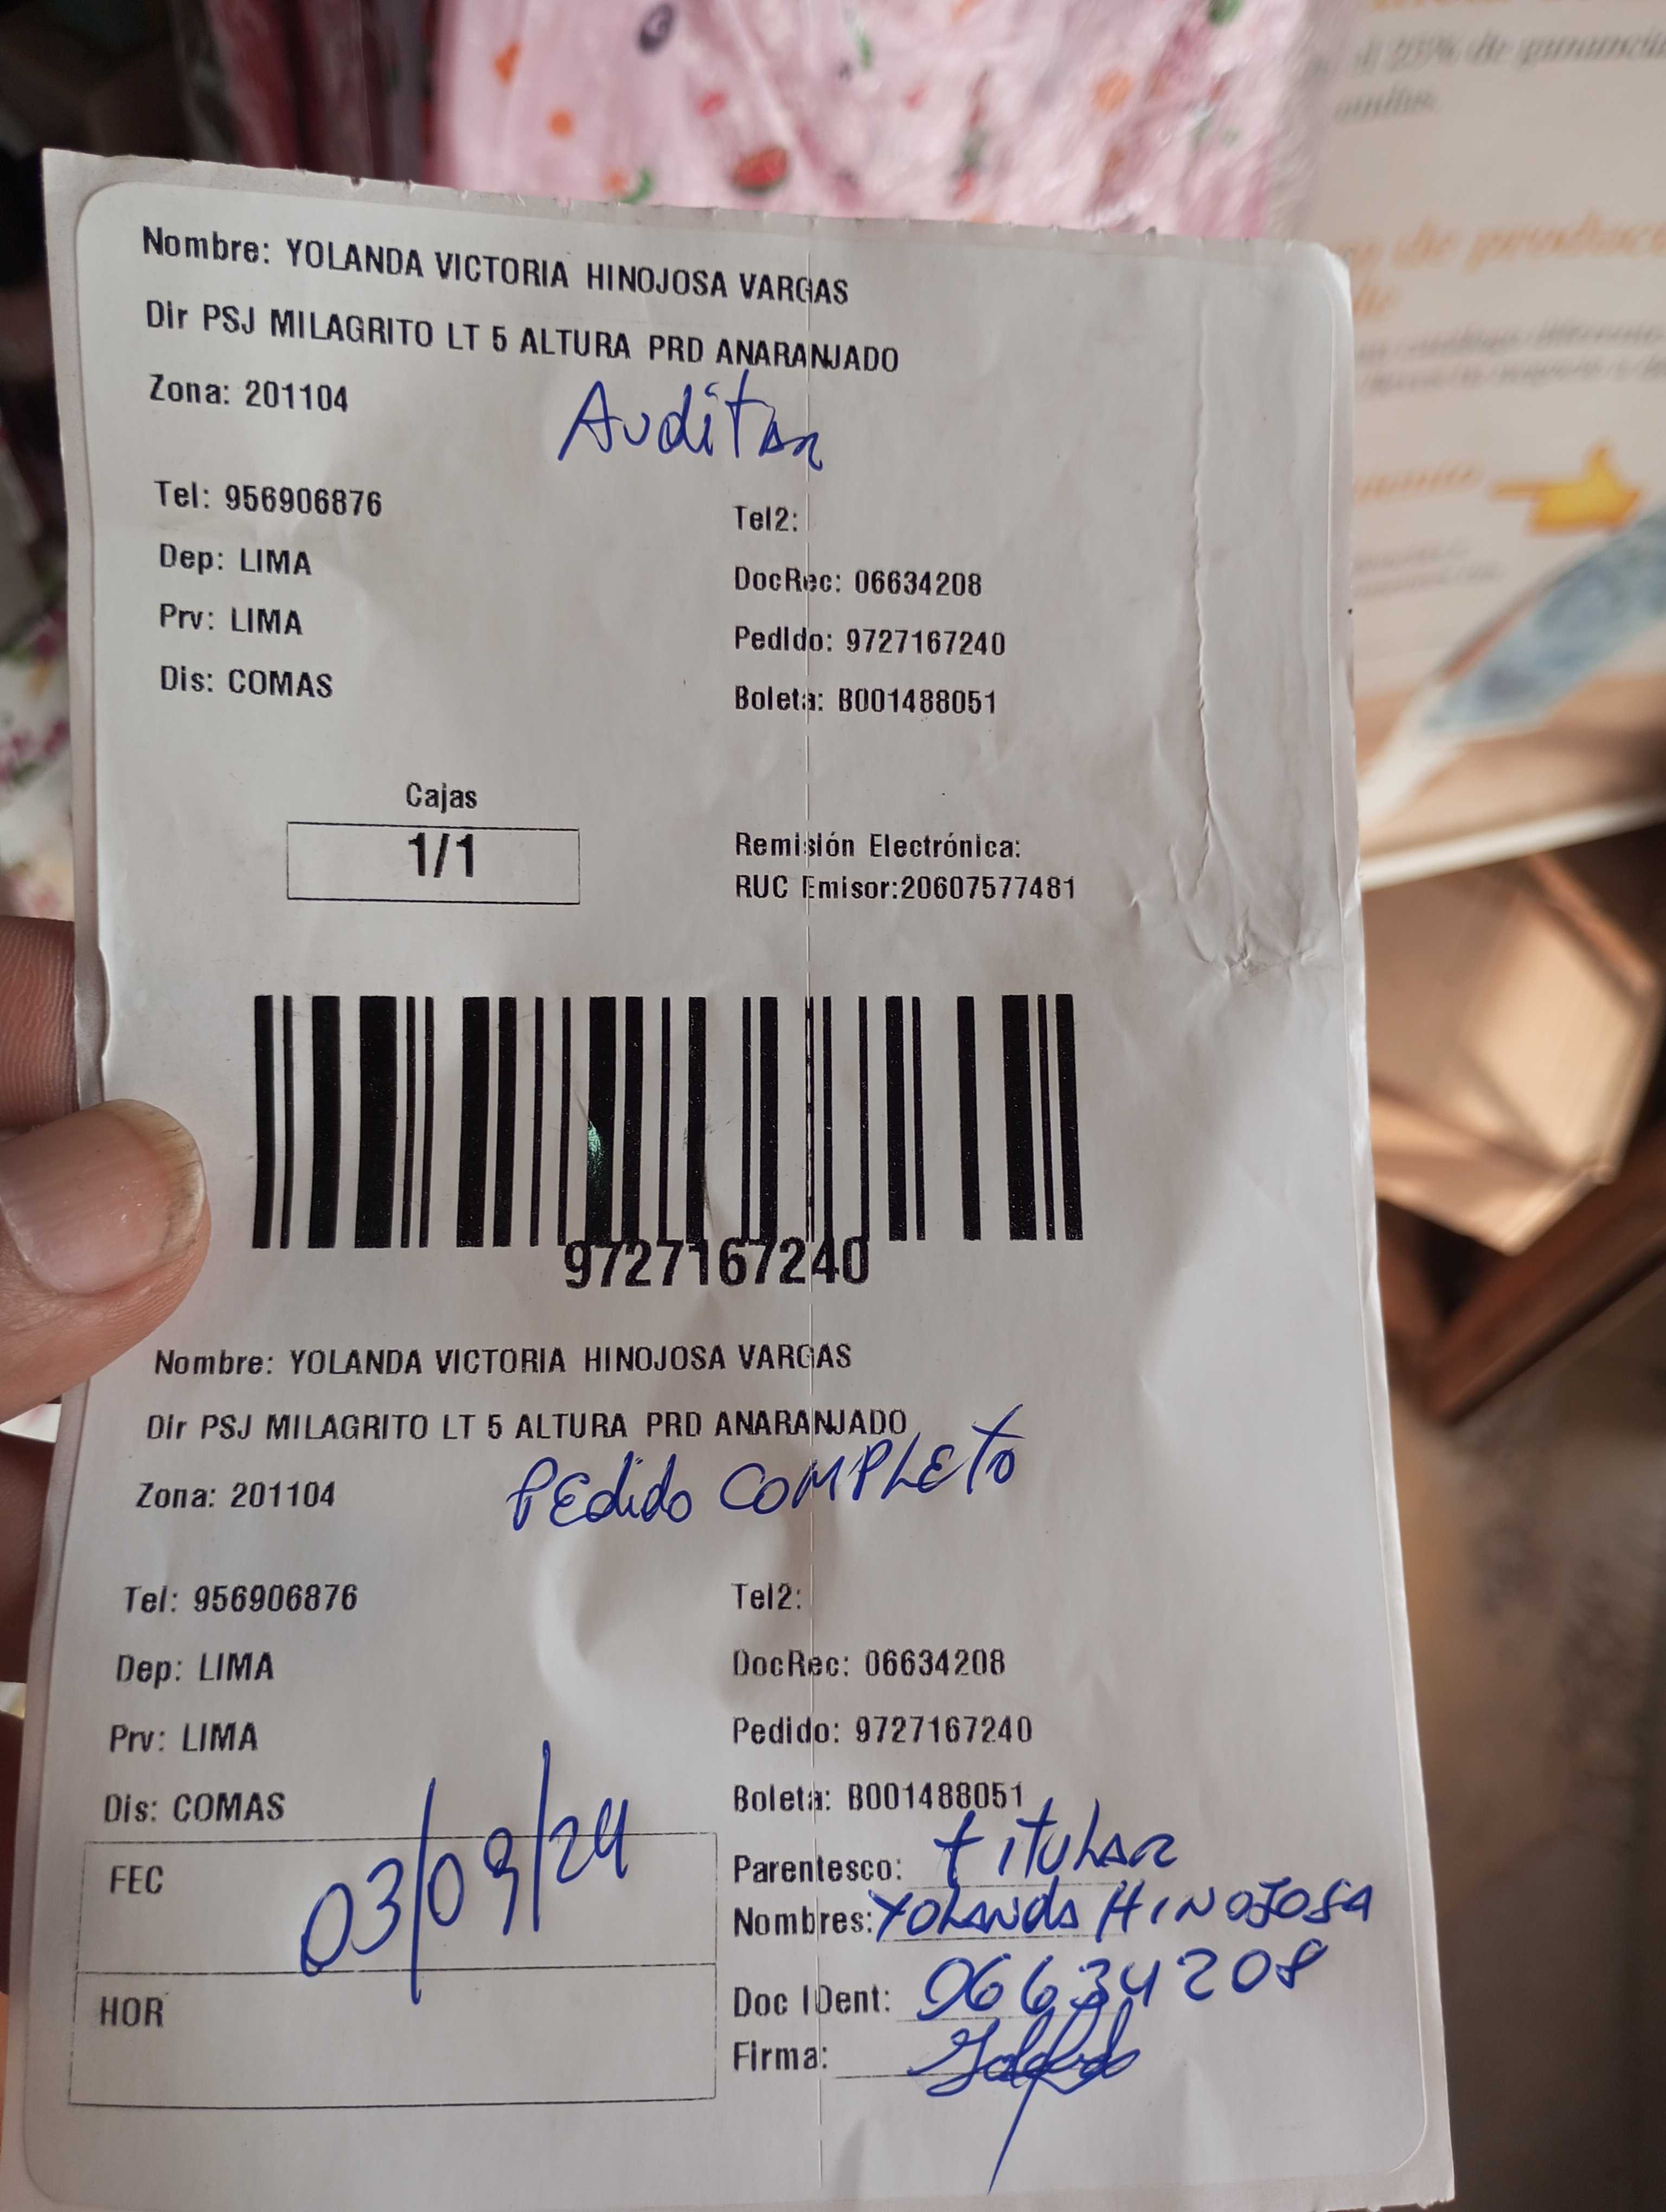 d 25% de
Nombre: YOLANDA VICTORIA HINOJOSA VARGAS
Dir PSJ MILAGRITO LT 5 ALTURA PRD ANARANJADO
Zona: 201104
Auditar
Tel: 956906876
Tel2:
Dep: LIMA
DocRec: 06634208
Prv: LIMA
Pedido: 9727167240
Dis: COMAS
Boleta: B001488051
Cajas
1/1
Remisión Electrónica:
RUC Emisor:20607577481
9727167240
Nombre: YOLANDA VICTORIA HINOJOSA VARGAS
Dir PSJ MILAGRITO LT 5 ALTURA PRD ANARANJADO
Zona: 201104
PEdido COMPLETO
Tel: 956906876
Tel2:
Dep: LIMA
DocRec: 06634208
Prv: LIMA
Pedido: 9727167240
Dis: COMAS
Boleta: B001488051
FEC 03/09/24
Parentesco: titular
Nombres: YOLANDA HINOJOSA
HOR
Doc IDent: 06634208
Firma: